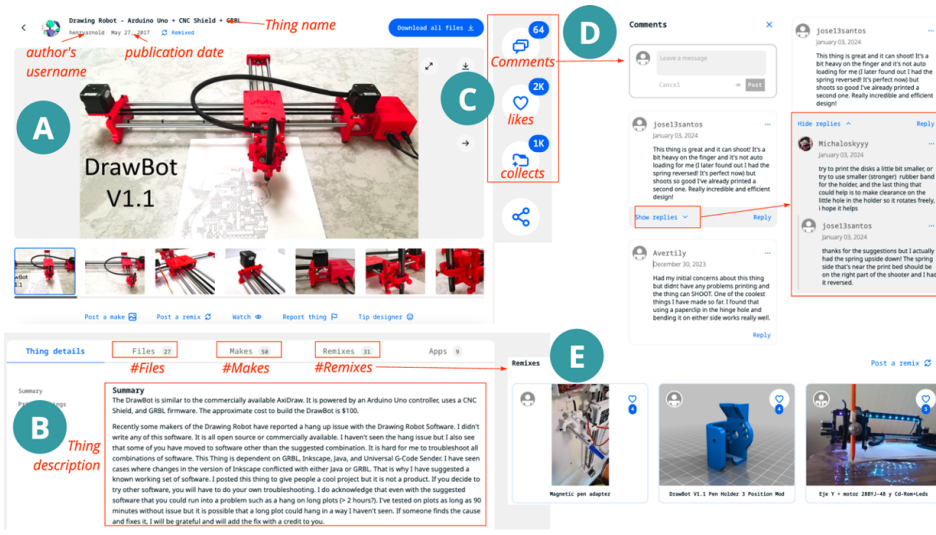 Drawing Robot - Arduino Uno + CNC Shield + GRBL
Thing name
henryarnold May 27, 2017 Remixed
Download all files
author's
username
publication date
A
DrawBot
V1.1
C
64
Comments
2K
likes
1K
collects
Post a make
Post a remix
Watch
Report thing
Tip designer
Thing details
Files 27
Makes 50
Remixes 31
Apps 9
#Files
#Makes
#Remixes
Summary
B
Thing
description
Summary
The DrawBot is similar to the commercially available AxiDraw. It is powered by an Arduino Uno controller, uses a CNC
Shield, and GRBL firmware. The approximate cost to build the DrawBot is $100.
Recently some makers of the Drawing Robot have reported a hang up issue with the Drawing Robot Software. I didn't
write any of this software. It is all open source or commercially available. I haven't seen the hang issue but I also see
that some of you have moved to software other than the suggested combination. It is hard for me to troubleshoot all
combinations of software. This Thing is dependent on GRBL, Inkscape, Java, and Universal G-Code Sender. I have seen
cases where changes in the version of Inkscape conflicted with either Java or GRBL. That is why I have suggested a
known working set of software. I posted this thing to give people a cool project but it is not a product. If you decide to
try other software, you will have to do your own troubleshooting. I do acknowledge that even with the suggested
software that you could run into a problem such as a hang on long plots (> 2 hours?). I've tested on plots as long as 90
minutes without issue but it is possible that a long plot could hang in a way I haven't seen. If someone finds the cause
and fixes it, I will be grateful and will add the fix with a credit to you.
D
Comments
Leave a message
Cancel
Post
jose13santos
January 03, 2024
This thing is great and it can shoot! It's a
bit heavy on the finger and it's not auto
loading for me (I later found out I had the
spring reversed! It's perfect now) but
shoots so good I've already printed a
second one. Really incredible and efficient
design!
Show replies
Reply
Avertily
December 30, 2023
Had my initial concerns about this thing
but didnt have any problems printing and
the thing can SHOOT. One of the coolest
things I have made so far. I found that
using a paperclip in the hinge hole and
bending it on either side works really well.
Reply
jose13santos
January 03, 2024
This thing is great and it can shoot! It's a
bit heavy on the finger and it's not auto
loading for me (I later found out I had the
spring reversed! It's perfect now) but
shoots so good I've already printed a
second one. Really incredible and efficient
design!
Hide replies
Reply
Michaloskyyy
January 03, 2024
try to print the disks a little bit smaller, or
try to use smaller (stronger) rubber band
for the holder, and the last thing that
could help is to make clearance on the
little hole in the holder so it rotates freely,
i hope it helps
jose13santos
January 03, 2024
thanks for the suggestions but I actually
had the spring upside down! The spring
side that's near the print bed should be
on the right part of the shooter and I had
it reversed.
E
Remixes
Post a remix
4
4
Magnetic pen adapter
DrawBot V1.1 Pen Holder 3 Position Mod
Eje Y + motor 28BYJ-48 y Cd-Rom+Leds